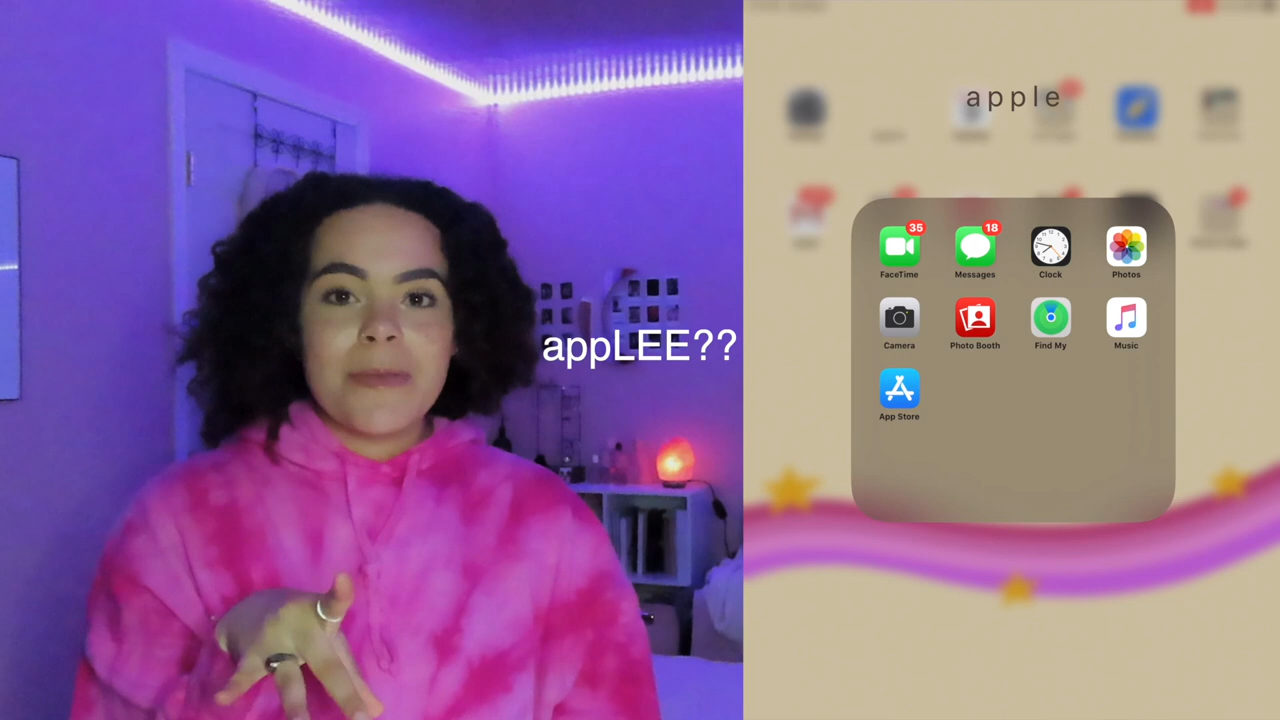 appLEE??
apple
35
18
FaceTime
Messages
Clock
Photos
Camera
Photo Booth
Find My
Music
App Store